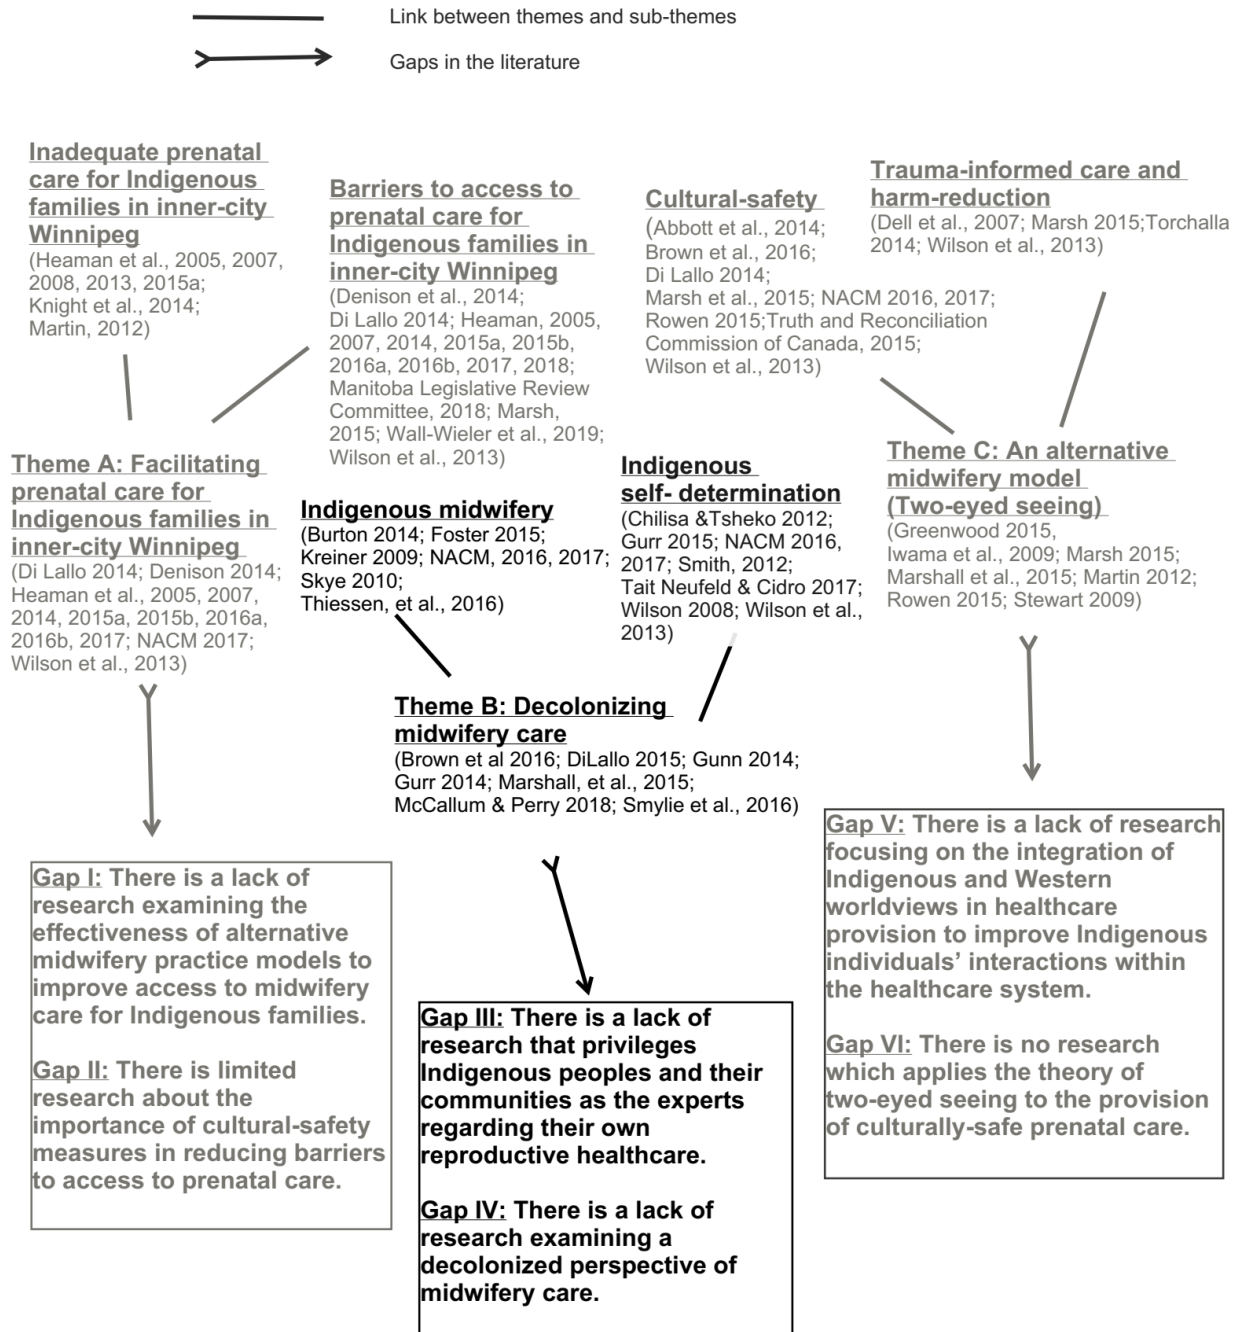 Link between themes and sub-themes
Gaps in the literature
Inadequate prenatal
care for Indigenous
families in inner-city
Winnipeg
(Heaman et al., 2005, 2007,
2008, 2013, 2015a;
Knight et al., 2014;
Martin, 2012)
Barriers to access to
prenatal care for
Indigenous families in
inner-city Winnipeg
(Denison et al., 2014;
Di Lallo 2014; Heaman, 2005,
2007, 2014, 2015a, 2015b,
2016a, 2016b, 2017, 2018;
Manitoba Legislative Review
Committee, 2018; Marsh,
2015; Wall-Wieler et al., 2019;
Wilson et al., 2013)
Cultural-safety
(Abbott et al., 2014;
Brown et al., 2016;
Di Lallo 2014;
Marsh et al., 2015; NACM 2016, 2017;
Rowen 2015;Truth and Reconciliation
Commission of Canada, 2015;
Wilson et al., 2013)
Trauma-informed care and
harm-reduction
(Dell et al., 2007; Marsh 2015;Torchalla
2014; Wilson et al., 2013)
Theme A: Facilitating
prenatal care for
Indigenous families in
inner-city Winnipeg
(Di Lallo 2014; Denison 2014;
Heaman et al., 2005, 2007,
2014, 2015a, 2015b, 2016a,
2016b, 2017; NACM 2017;
Wilson et al., 2013)
Indigenous midwifery
(Burton 2014; Foster 2015;
Kreiner 2009; NACM, 2016, 2017;
Skye 2010;
Thiessen, et al., 2016)
Indigenous
self- determination
(Chilisa &Tsheko 2012;
Gurr 2015; NACM 2016,
2017; Smith, 2012;
Tait Neufeld & Cidro 2017;
Wilson 2008; Wilson et al.,
2013)
Theme C: An alternative
midwifery model
(Two-eyed seeing)
(Greenwood 2015,
Iwama et al., 2009; Marsh 2015;
Marshall et al., 2015; Martin 2012;
Rowen 2015; Stewart 2009)
Theme B: Decolonizing
midwifery care
(Brown et al 2016; DiLallo 2015; Gunn 2014;
Gurr 2014; Marshall, et al., 2015;
McCallum & Perry 2018; Smylie et al., 2016)
Gap I: There is a lack of
research examining the
effectiveness of alternative
midwifery practice models to
improve access to midwifery
care for Indigenous families.
Gap II: There is limited
research about the
importance of cultural-safety
measures in reducing barriers
to access to prenatal care.
Gap III: There is a lack of
research that privileges
Indigenous peoples and their
communities as the experts
regarding their own
reproductive healthcare.
Gap IV: There is a lack of
research examining a
decolonized perspective of
midwifery care.
Gap V: There is a lack of research
focusing on the integration of
Indigenous and Western
worldviews in healthcare
provision to improve Indigenous
individuals’ interactions within
the healthcare system.
Gap VI: There is no research
which applies the theory of
two-eyed seeing to the provision
of culturally-safe prenatal care.